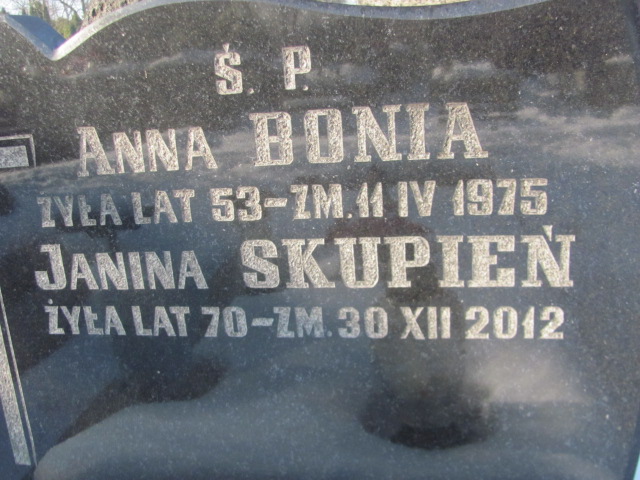 Ś. P.
ANNA BONIA
ŻYŁA LAT 53-ZM. 11 IV 1975
JANINA SKUPIEŃ
ŻYŁA LAT 70-ZM. 30 XII 2012